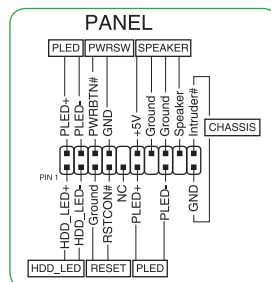 PANEL
PLED PWRSW SPEAKER
PLED+
PLED-
PWRBTN#
GND
+5V
Ground
Ground
Speaker
Intruder#
CHASSIS
PIN 1
HDD_LED+
HDD_LED-
Ground
RSTCON#
NC
PLED+
PLED-
GND
HDD_LED RESET PLED